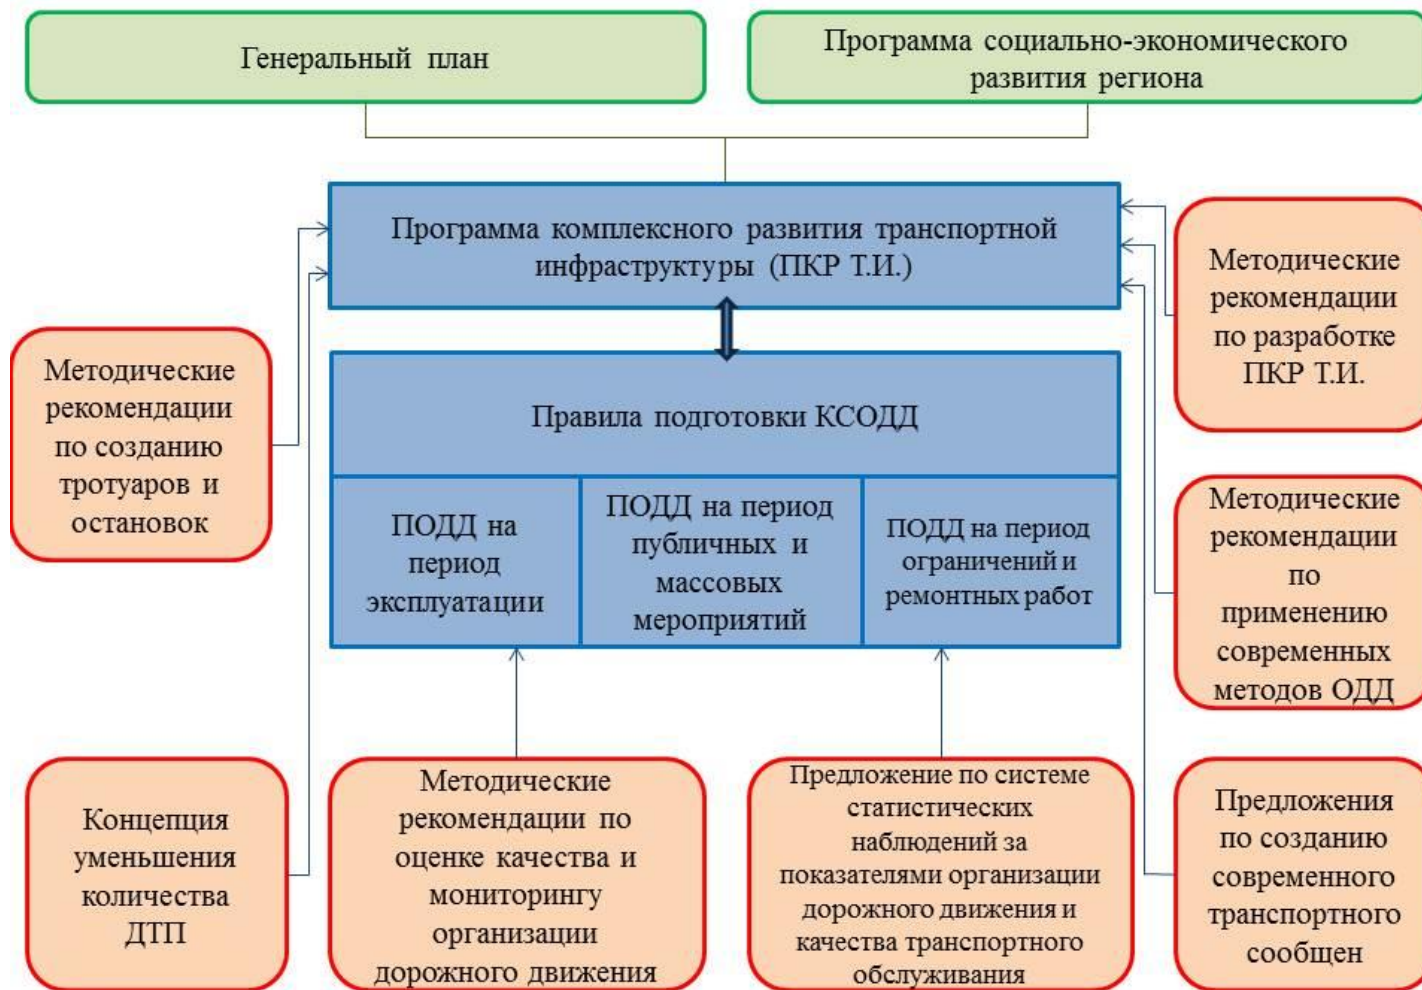 Генеральный план
Программа социально-экономического
развития региона
Программа комплексного развития транспортной
инфраструктуры (ПКР Т.И.)
Методические
рекомендации
по разработке
ПКР Т.И.
Методические
рекомендации
по созданию
тротуаров и
остановок
Правила подготовки КСОДД
ПОДД на
период
эксплуатации
ПОДД на период
публичных и
массовых
мероприятий
ПОДД на период
ограничений и
ремонтных работ
Методические
рекомендации
по
применению
современных
методов ОДД
Концепция
уменьшения
количества
ДТП
Методические
рекомендации по
оценке качества и
мониторингу
организации
дорожного движения
Предложение по системе
статистических
наблюдений за
показателями организации
дорожного движения и
качества транспортного
обслуживания
Предложения
по созданию
современного
транспортного
сообщен